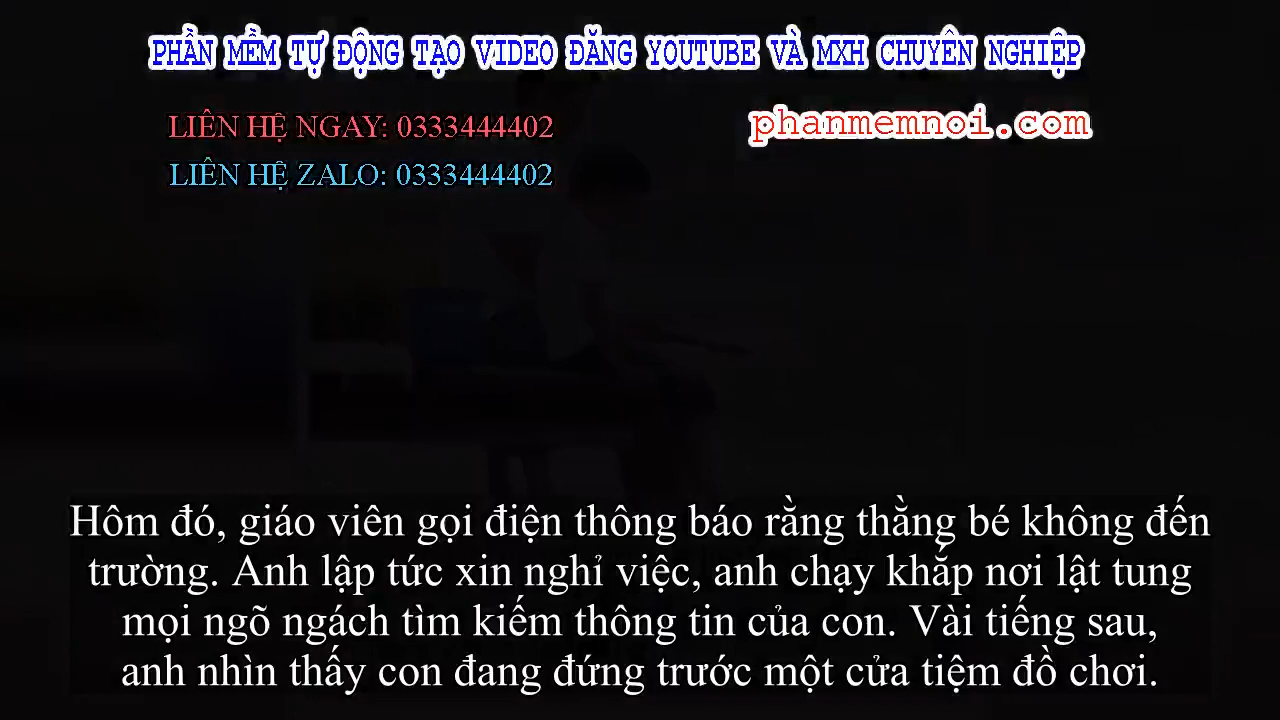 PHẦN MỀM TỰ ĐỘNG TẠO VIDEO ĐĂNG YOUTUBE VÀ MXH CHUYÊN NGHIỆP
LIÊN HỆ NGAY: 0333444402
phanmemnoi.com
LIÊN HỆ ZALO: 0333444402
Hôm đó, giáo viên gọi điện thông báo rằng thằng bé không đến
trường. Anh lập tức xin nghỉ việc, anh chạy khắp nơi lật tung
mọi ngõ ngách tìm kiếm thông tin của con. Vài tiếng sau,
anh nhìn thấy con đang đứng trước một cửa tiệm đồ chơi.